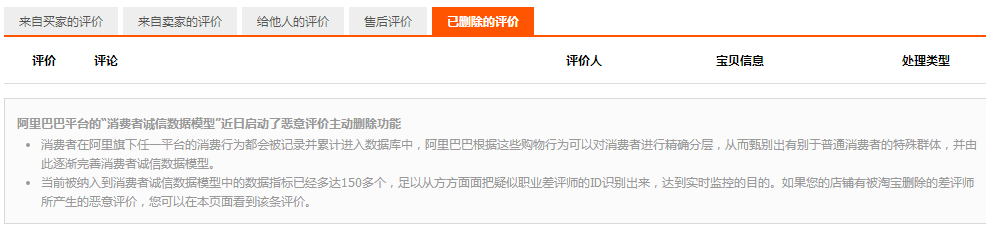 来自买家的评价 来自卖家的评价 给他人的评价 售后评价 已删除的评价
评价 评论 评价人 宝贝信息 处理类型
阿里巴巴平台的“消费者诚信数据模型”近日启动了恶意评价主动删除功能
• 消费者在阿里旗下任一平台的消费行为都会被记录并累计进入数据库中，阿里巴巴根据这些购物行为可以对消费者进行精确分层，从而甄别出有别于普通消费者的特殊群体，并由
此逐渐完善消费者诚信数据模型。
• 当前被纳入到消费者诚信数据模型中的数据指标已经多达150多个，足以从方方面面把疑似职业差评师的ID识别出来，达到实时监控的目的。如果您的店铺有被淘宝删除的差评师
所产生的恶意评价，您可以在本页面看到该条评价。